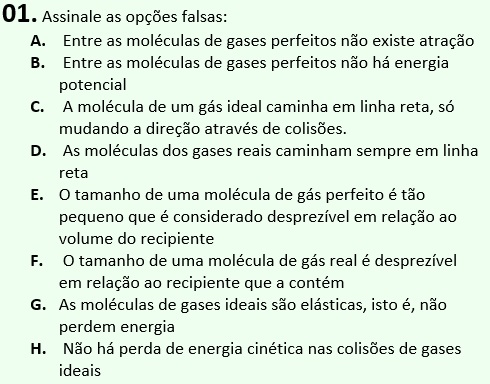 01. Assinale as opções falsas:
A. Entre as moléculas de gases perfeitos não existe atração
B. Entre as moléculas de gases perfeitos não há energia
potencial
C. A molécula de um gás ideal caminha em linha reta, só
mudando a direção através de colisões.
D. As moléculas dos gases reais caminham sempre em linha
reta
E. O tamanho de uma molécula de gás perfeito é tão
pequeno que é considerado desprezível em relação ao
volume do recipiente
F. O tamanho de uma molécula de gás real é desprezível
em relação ao recipiente que a contém
G. As moléculas de gases ideais são elásticas, isto é, não
perdem energia
H. Não há perda de energia cinética nas colisões de gases
ideais